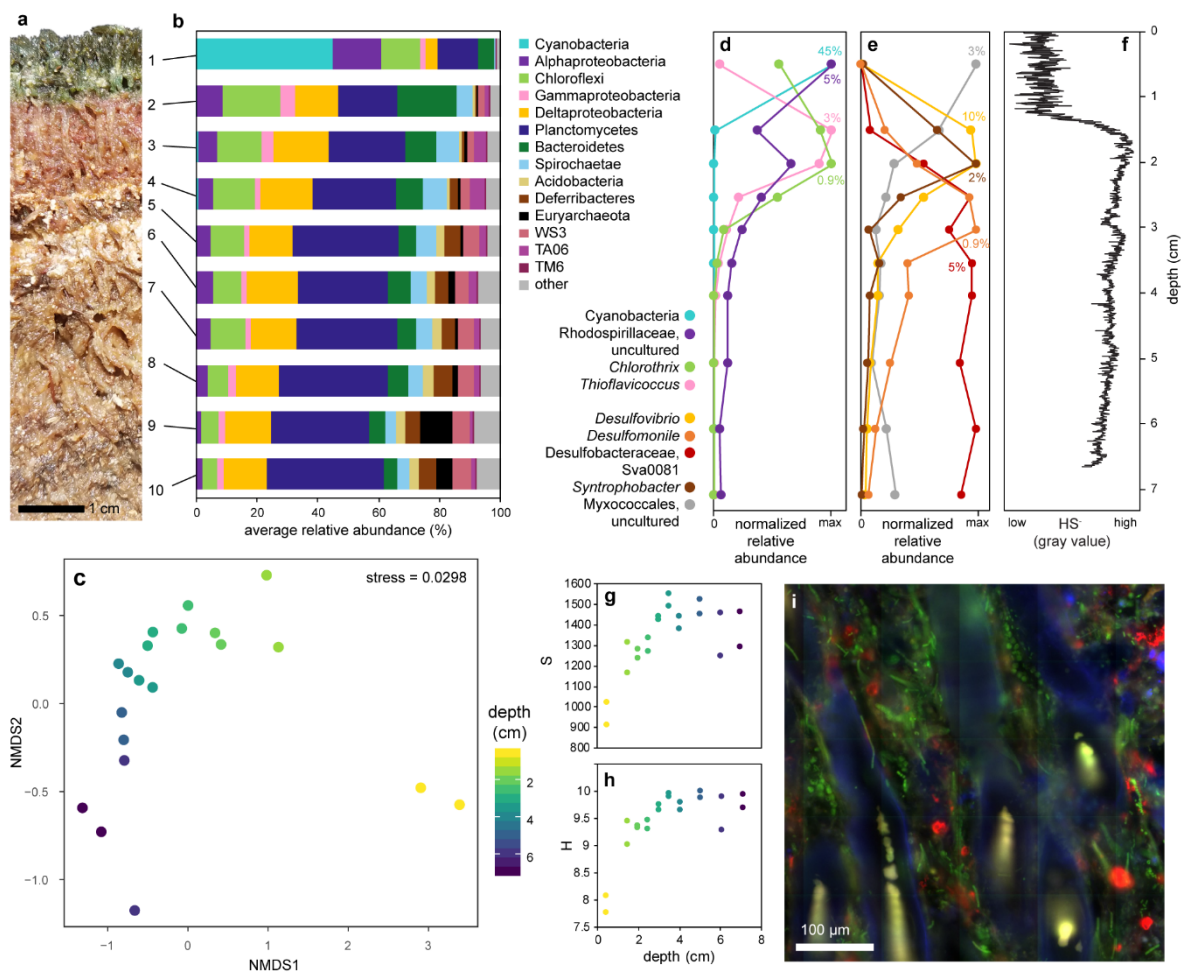 a
1 cm
b
1
2
3
4
5
6
7
8
9
10
0
20
40
60
80
100
average relative abundance (%)
Cyanobacteria
Alphaproteobacteria
Chloroflexi
Gammaproteobacteria
Deltaproteobacteria
Planctomycetes
Bacteroidetes
Spirochaetae
Acidobacteria
Deferribacteres
Euryarchaeota
WS3
TA06
TM6
other
Cyanobacteria
Rhodospirillaceae,
uncultured
Chlorothrix
Thioflavicoccus
Desulfovibrio
Desulfomonile
Desulfobacteraceae,
Sva0081
Syntrophobacter
Myxococcales,
uncultured
d
45%
5%
3%
0.9%
0
max
normalized
relative
abundance
e
3%
10%
2%
0.9%
5%
0
max
normalized
relative
abundance
f
low
HS-
high
(gray value)
0
1
2
3
4
5
6
7
depth (cm)
c
stress = 0.0298
0.5
0.0
−0.5
−1.0
NMDS2
−1
0
1
2
3
NMDS1
depth
(cm)
2
4
6
g
1600
1500
1400
1300
1200
1100
1000
900
800
S
h
10
9.5
9
8.5
8
7.5
H
0
2
4
6
8
depth (cm)
i
100 µm